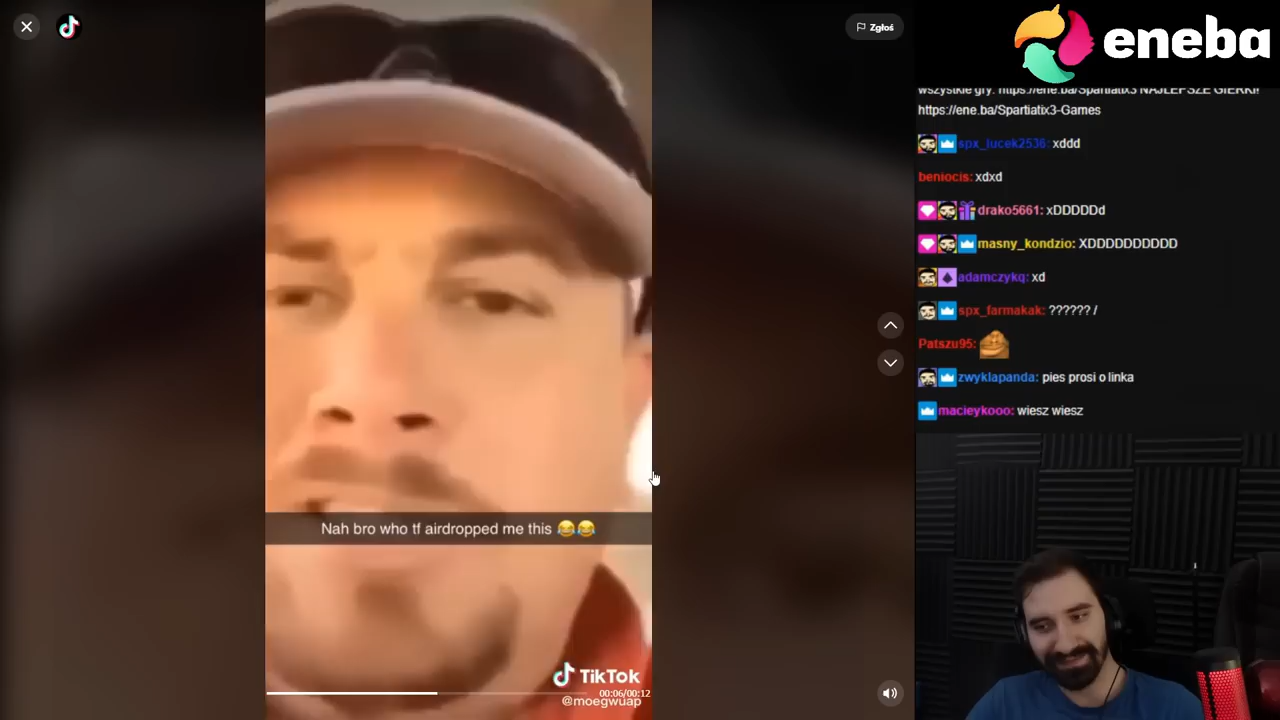 Zgłoś
Nah bro who tf airdropped me this 😂😂
TikTok
00:06/00:12
@moegwuap
eneba
wszystkie gry: https://ene.ba/Spartiatix3 NAJLEPSZE GIERKI!
https://ene.ba/Spartiatix3-Games
spx_lucek2536: xddd
beniocis: xdxd
drako5661: xDDDDDd
masny_kondzio: XDDDDDDDDDD
adamczykq: xd
spx_farmakak: ?????? /
Patszu95:
zwyklapanda: pies prosi o linka
macieykooo: wiesz wiesz